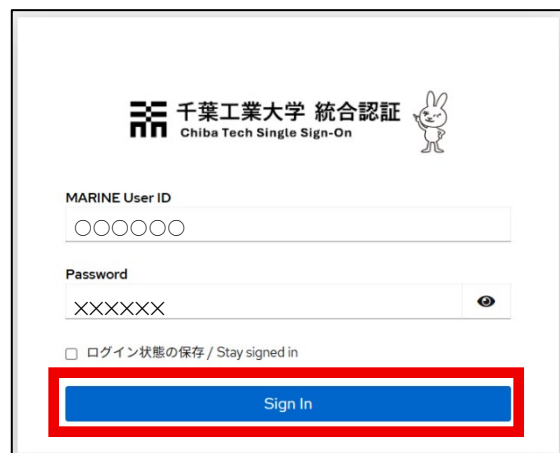 千葉工業大学 統合認証
Chiba Tech Single Sign-On
MARINE User ID
○○○○○○
Password
××××××
ログイン状態の保存 / Stay signed in
Sign In